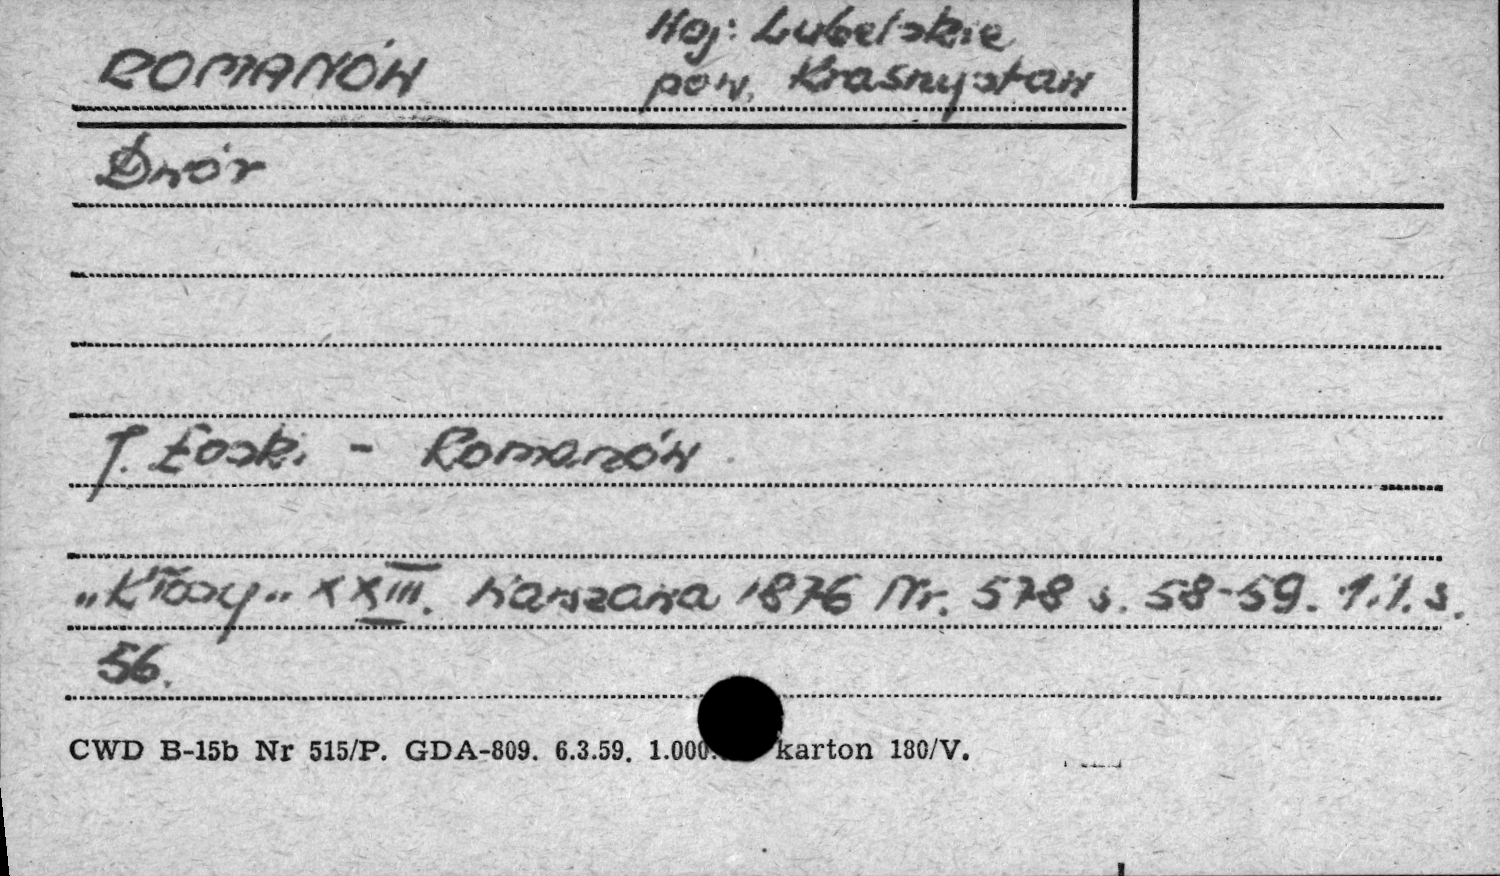 ROMANÓW
Woj: Lubelskie
pow. Krasnystaw
Dwór
J. Łoski - Romanów
„Kłosy„ XXIII. Warszawa 1876 Nr. 578 s. 58-59. 1.il. s.
56.
CWD B-15b Nr 515/P. GDA-809. 6.3.59. 1.000. karton 180/V.